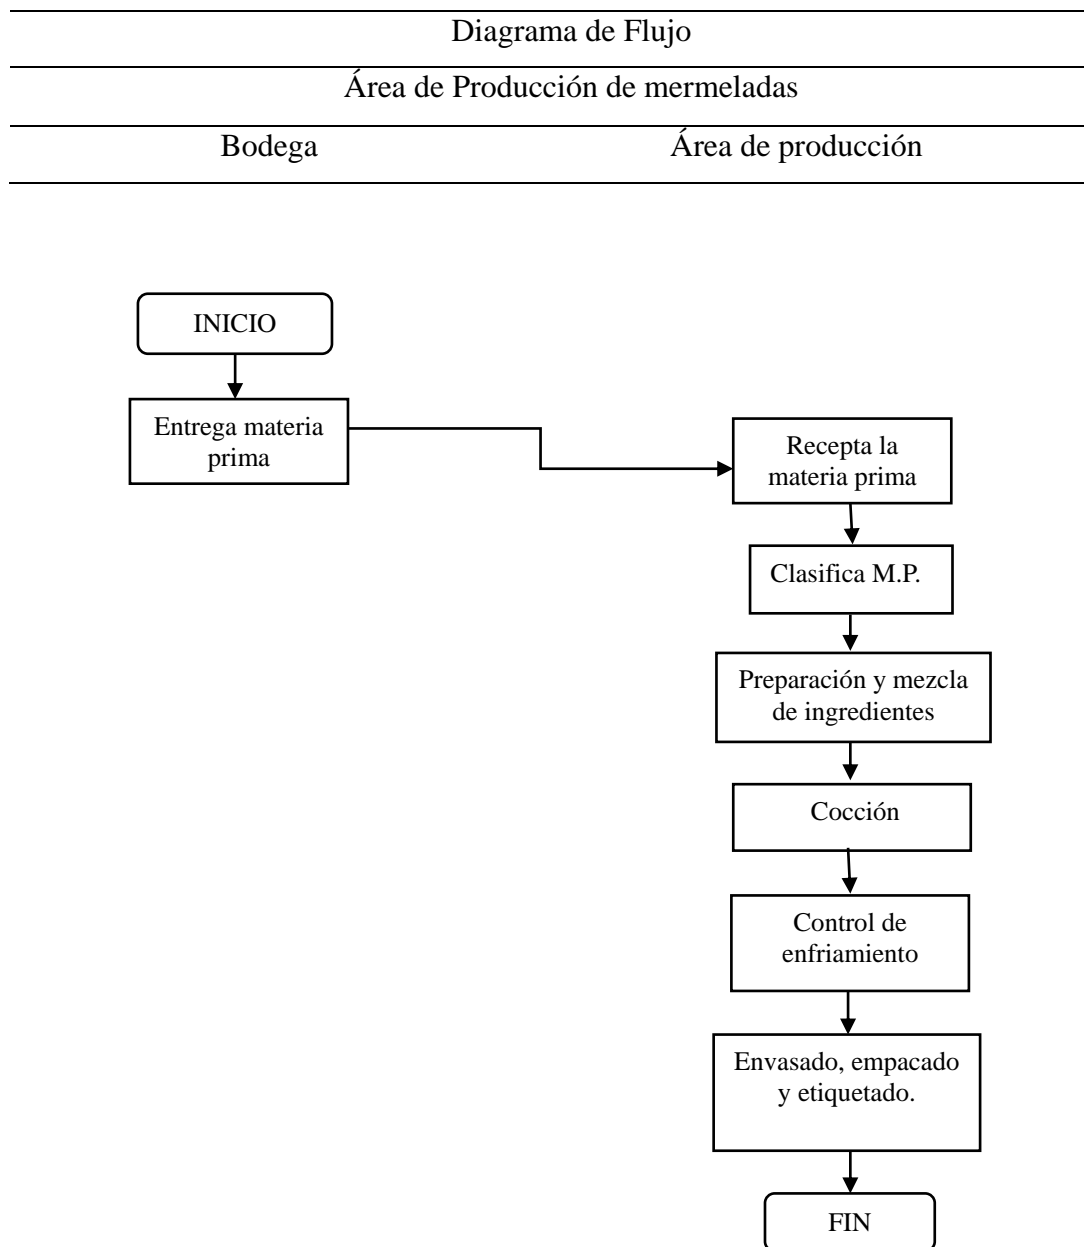 Diagrama de Flujo
Área de Producción de mermeladas
Bodega
Área de producción
INICIO
Entrega materia
prima
Recepta la
materia prima
Clasifica M.P.
Preparación y mezcla
de ingredientes
Cocción
Control de
enfriamiento
Envasado, empacado
y etiquetado.
FIN